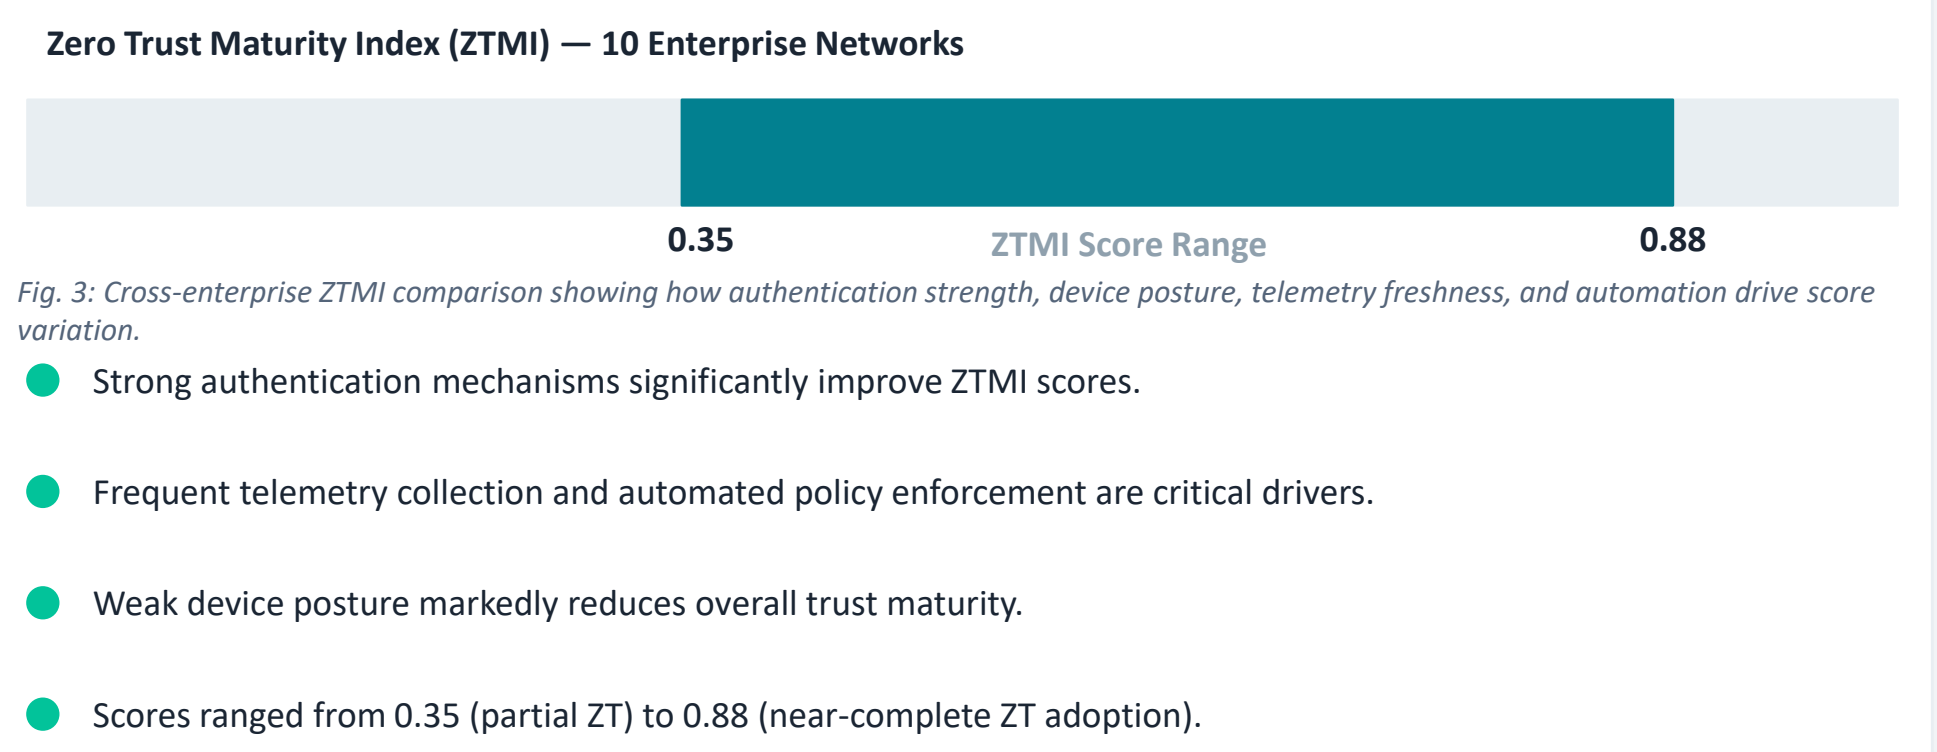 Zero Trust Maturity Index (ZTMI) — 10 Enterprise Networks
0.35
ZTMI Score Range
0.88
Fig. 3: Cross-enterprise ZTMI comparison showing how authentication strength, device posture, telemetry freshness, and automation drive score
variation.
Strong authentication mechanisms significantly improve ZTMI scores.
Frequent telemetry collection and automated policy enforcement are critical drivers.
Weak device posture markedly reduces overall trust maturity.
Scores ranged from 0.35 (partial ZT) to 0.88 (near-complete ZT adoption).